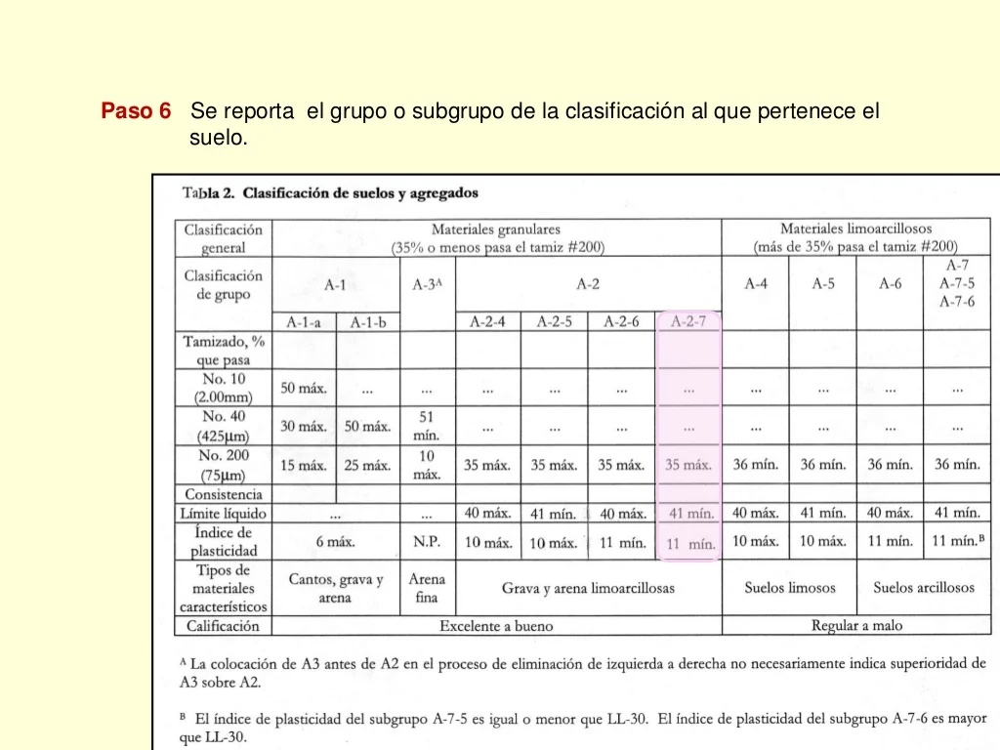 Paso 6 Se reporta el grupo o subgrupo de la clasificación al que pertenece el
suelo.
Tabla 2. Clasificación de suelos y agregados
Clasificación general Materiales granulares (35% o menos pasa el tamiz #200) Materiales limoarcillosos (más de 35% pasa el tamiz #200)
Clasificación de grupo A-1 A-3ᴬ A-2 A-4 A-5 A-6 A-7 A-7-5 A-7-6
A-1-a A-1-b A-2-4 A-2-5 A-2-6 A-2-7
Tamizado, % que pasa
No. 10 (2.00mm) 50 máx. ... ... ... ... ... ... ... ... ... ...
No. 40 (425µm) 30 máx. 50 máx. 51 mín. ... ... ... ... ... ... ... ...
No. 200 (75µm) 15 máx. 25 máx. 10 máx. 35 máx. 35 máx. 35 máx. 35 máx. 36 mín. 36 mín. 36 mín. 36 mín.
Consistencia
Límite líquido ... ... 40 máx. 41 mín. 40 máx. 41 mín. 40 máx. 41 mín. 40 máx. 41 mín.
Índice de plasticidad 6 máx. N.P. 10 máx. 10 máx. 11 mín. 11 mín. 10 máx. 10 máx. 11 mín. 11 mín.ᴮ
Tipos de materiales característicos Cantos, grava y arena Arena fina Grava y arena limoarcillosas Suelos limosos Suelos arcillosos
Calificación Excelente a bueno Regular a malo
ᴬ La colocación de A3 antes de A2 en el proceso de eliminación de izquierda a derecha no necesariamente indica superioridad de
A3 sobre A2.
ᴮ El índice de plasticidad del subgrupo A-7-5 es igual o menor que LL-30. El índice de plasticidad del subgrupo A-7-6 es mayor
que LL-30.